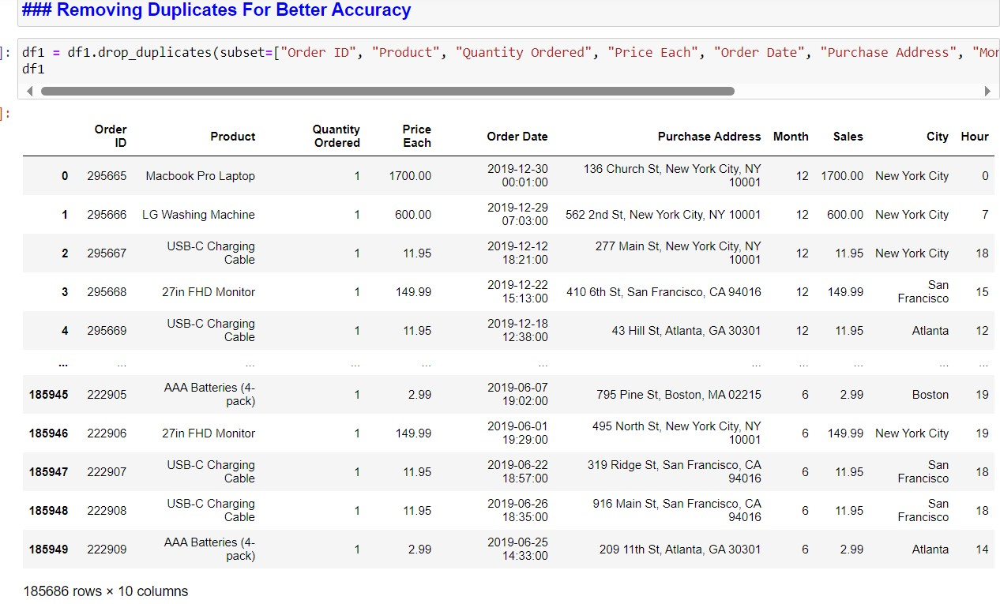 ### Removing Duplicates For Better Accuracy
]: df1 = df1.drop_duplicates(subset=["Order ID", "Product", "Quantity Ordered", "Price Each", "Order Date", "Purchase Address", "Mor
df1
]:
Order ID Product Quantity Ordered Price Each Order Date Purchase Address Month Sales City Hour
0 295665 Macbook Pro Laptop 1 1700.00 2019-12-30 00:01:00 136 Church St, New York City, NY 10001 12 1700.00 New York City 0
1 295666 LG Washing Machine 1 600.00 2019-12-29 07:03:00 562 2nd St, New York City, NY 10001 12 600.00 New York City 7
2 295667 USB-C Charging Cable 1 11.95 2019-12-12 18:21:00 277 Main St, New York City, NY 10001 12 11.95 New York City 18
3 295668 27in FHD Monitor 1 149.99 2019-12-22 15:13:00 410 6th St, San Francisco, CA 94016 12 149.99 San Francisco 15
4 295669 USB-C Charging Cable 1 11.95 2019-12-18 12:38:00 43 Hill St, Atlanta, GA 30301 12 11.95 Atlanta 12
... ... ... ... ... ... ... ... ... ... ...
185945 222905 AAA Batteries (4-pack) 1 2.99 2019-06-07 19:02:00 795 Pine St, Boston, MA 02215 6 2.99 Boston 19
185946 222906 27in FHD Monitor 1 149.99 2019-06-01 19:29:00 495 North St, New York City, NY 10001 6 149.99 New York City 19
185947 222907 USB-C Charging Cable 1 11.95 2019-06-22 18:57:00 319 Ridge St, San Francisco, CA 94016 6 11.95 San Francisco 18
185948 222908 USB-C Charging Cable 1 11.95 2019-06-26 18:35:00 916 Main St, San Francisco, CA 94016 6 11.95 San Francisco 18
185949 222909 AAA Batteries (4-pack) 1 2.99 2019-06-25 14:33:00 209 11th St, Atlanta, GA 30301 6 2.99 Atlanta 14
185686 rows × 10 columns